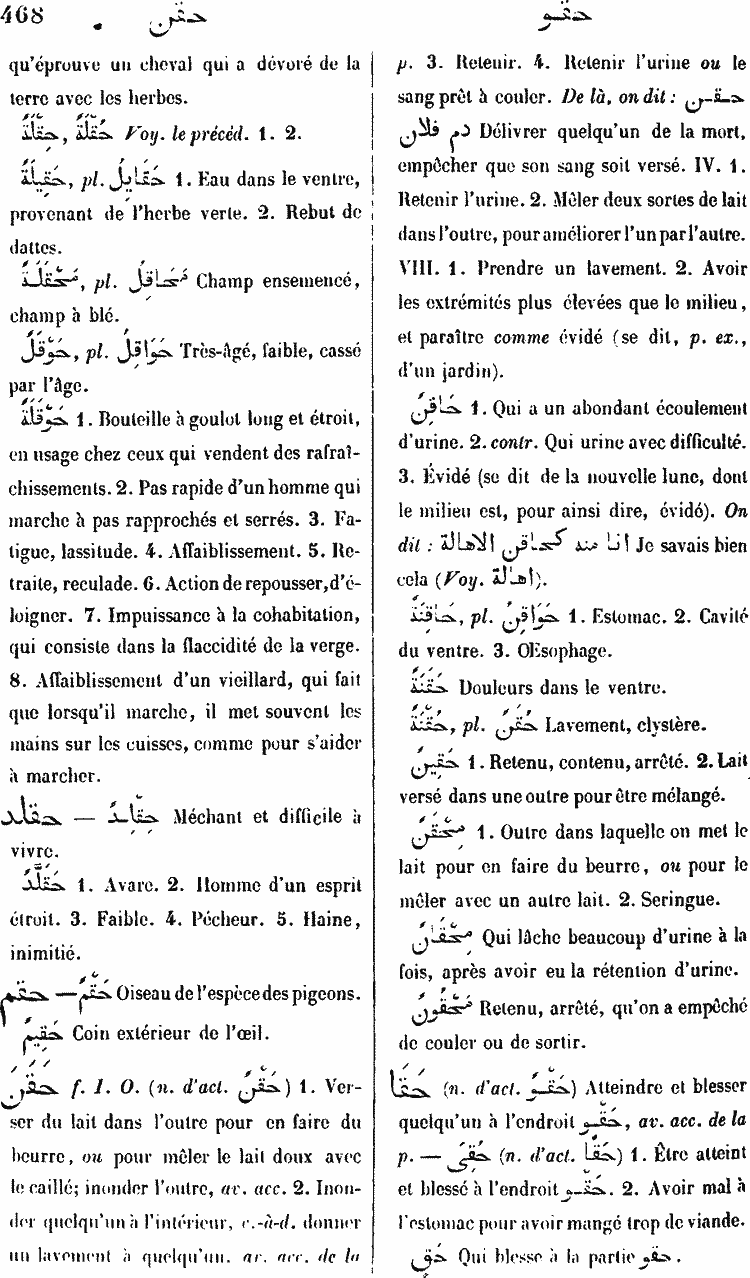 468 حقن حقو
qu'éprouve un cheval qui a dévoré de la
terre avec les herbes.
حَقْلَةٌ, حَقَلَةٌ Voy. le précéd. 1. 2.
حَقِيلَةٌ, pl. حَقَايِلُ 1. Eau dans le ventre,
provenant de l'herbe verte. 2. Rebut de
dattes.
مَحْقَلَةٌ, pl. مَحَاقِلُ Champ ensemencé,
champ à blé.
حَوْقَلٌ, pl. حَوَاقِلُ Très-âgé, faible, cassé
par l'âge.
حَوْقَلَةٌ 1. Bouteille à goulot long et étroit,
en usage chez ceux qui vendent des rafraî-
chissements. 2. Pas rapide d'un homme qui
marche à pas rapprochés et serrés. 3. Fa-
tigue, lassitude. 4. Affaiblissement. 5. Re-
traite, reculade. 6. Action de repousser, d'é-
loigner. 7. Impuissance à la cohabitation,
qui consiste dans la flaccidité de la verge.
8. Affaiblissement d'un vieillard, qui fait
que lorsqu'il marche, il met souvent les
mains sur les cuisses, comme pour s'aider
à marcher.
حقلد — حِقْلِدٌ Méchant et difficile à
vivre.
حَقَلَّدٌ 1. Avare. 2. Homme d'un esprit
étroit. 3. Faible. 4. Pécheur. 5. Haine,
inimitié.
حقم — حَقْمٌ Oiseau de l'espèce des pigeons.
حَقِيمٌ Coin extérieur de l'œil.
حَقَنَ f. I. O. (n. d'act. حَقْنٌ) 1. Ver-
ser du lait dans l'outre pour en faire du
beurre, ou pour mêler le lait doux avec
le caillé; inonder l'outre, av. acc. 2. Inon-
der quelqu'un à l'intérieur, c.-à-d. donner
un lavement à quelqu'un. av. acc. de la
p. 3. Retenir. 4. Retenir l'urine ou le
sang prêt à couler. De là, on dit : حقن
دم فلان Délivrer quelqu'un de la mort,
empêcher que son sang soit versé. IV. 1.
Retenir l'urine. 2. Mêler deux sortes de lait
dans l'outre, pour améliorer l'un par l'autre.
VIII. 1. Prendre un lavement. 2. Avoir
les extrémités plus élevées que le milieu,
et paraître comme évidé (se dit, p. ex.,
d'un jardin).
حَاقِنٌ 1. Qui a un abondant écoulement
d'urine. 2. contr. Qui urine avec difficulté.
3. Évidé (se dit de la nouvelle lune, dont
le milieu est, pour ainsi dire, évidé). On
dit : انا منه كحاقن الاهالة Je savais bien
cela (Voy. اهالة).
حَاقِنَةٌ, pl. حَوَاقِنُ 1. Estomac. 2. Cavité
du ventre. 3. OEsophage.
حَقْنَةٌ Douleurs dans le ventre.
حُقْنَةٌ, pl. حُقَنٌ Lavement, clystère.
حَقِينٌ 1. Retenu, contenu, arrêté. 2. Lait
versé dans une outre pour être mélangé.
مِحْقَنٌ 1. Outre dans laquelle on met le
lait pour en faire du beurre, ou pour le
mêler avec un autre lait. 2. Seringue.
مِحْقَانٌ Qui lâche beaucoup d'urine à la
fois, après avoir eu la rétention d'urine.
مَحْقُونٌ Retenu, arrêté, qu'on a empêché
de couler ou de sortir.
حَقَا (n. d'act. حَقْوٌ) Atteindre et blesser
quelqu'un à l'endroit حَقْو, av. acc. de la
p. — حُقِىَ (n. d'act. حَقًا) 1. Être atteint
et blessé à l'endroit حَقْو. 2. Avoir mal à
l'estomac pour avoir mangé trop de viande.
حَقٍ Qui blesse à la partie حقو.